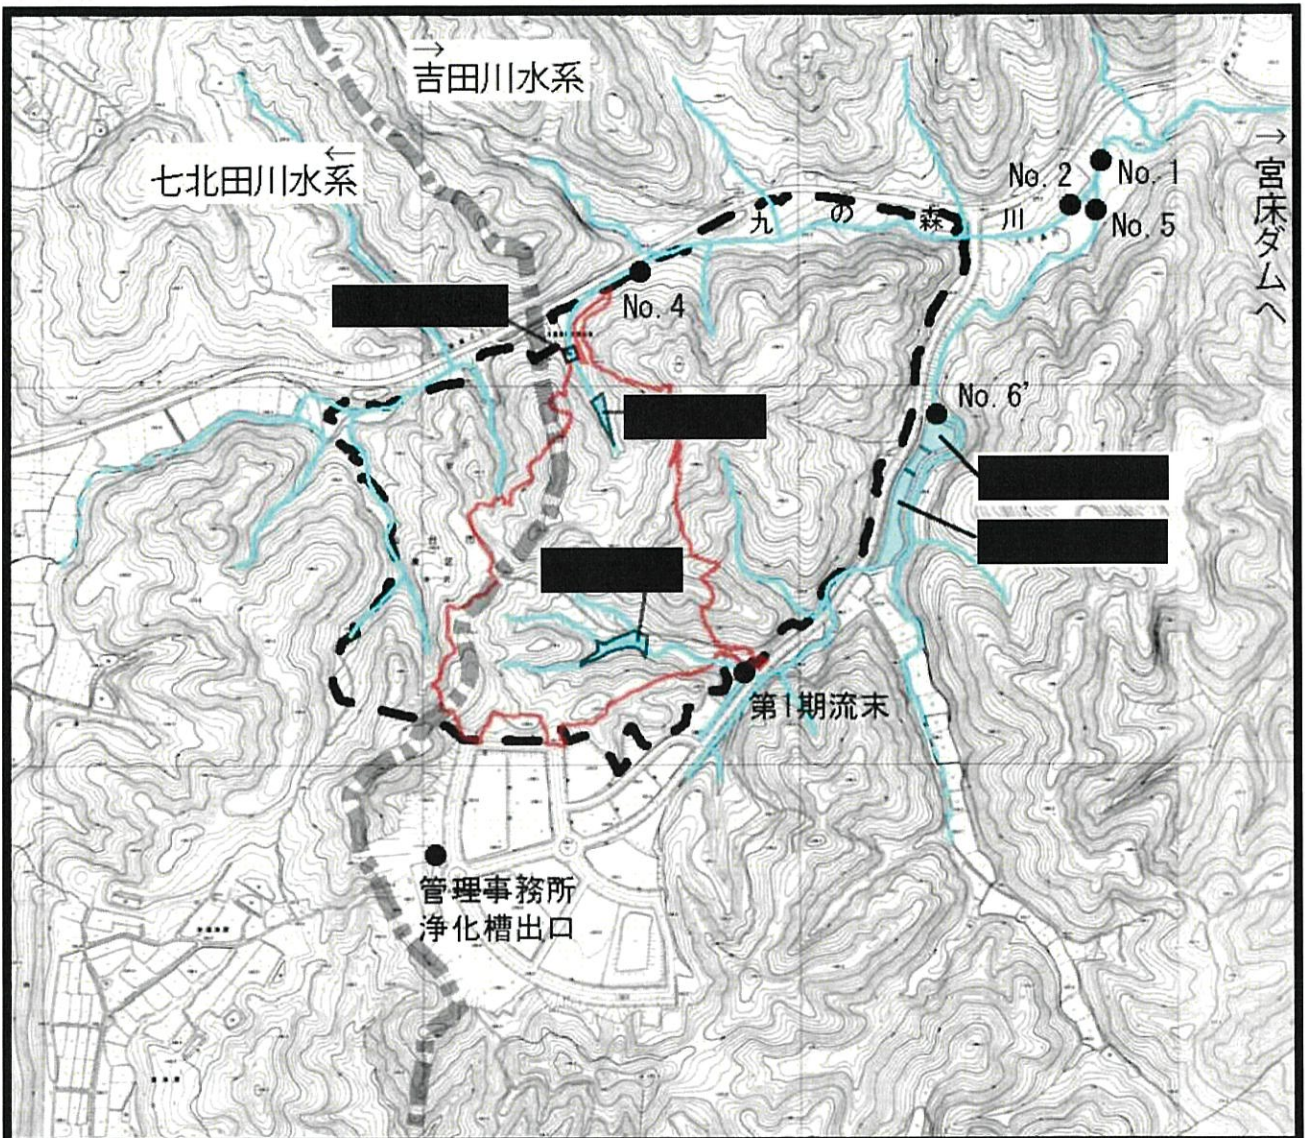 →
吉田川水系
←
七北田川水系
No. 2
No. 1
No. 5
→宮床ダムへ
九の森川
No. 4
No. 6'
第1期流末
管理事務所
浄化槽出口